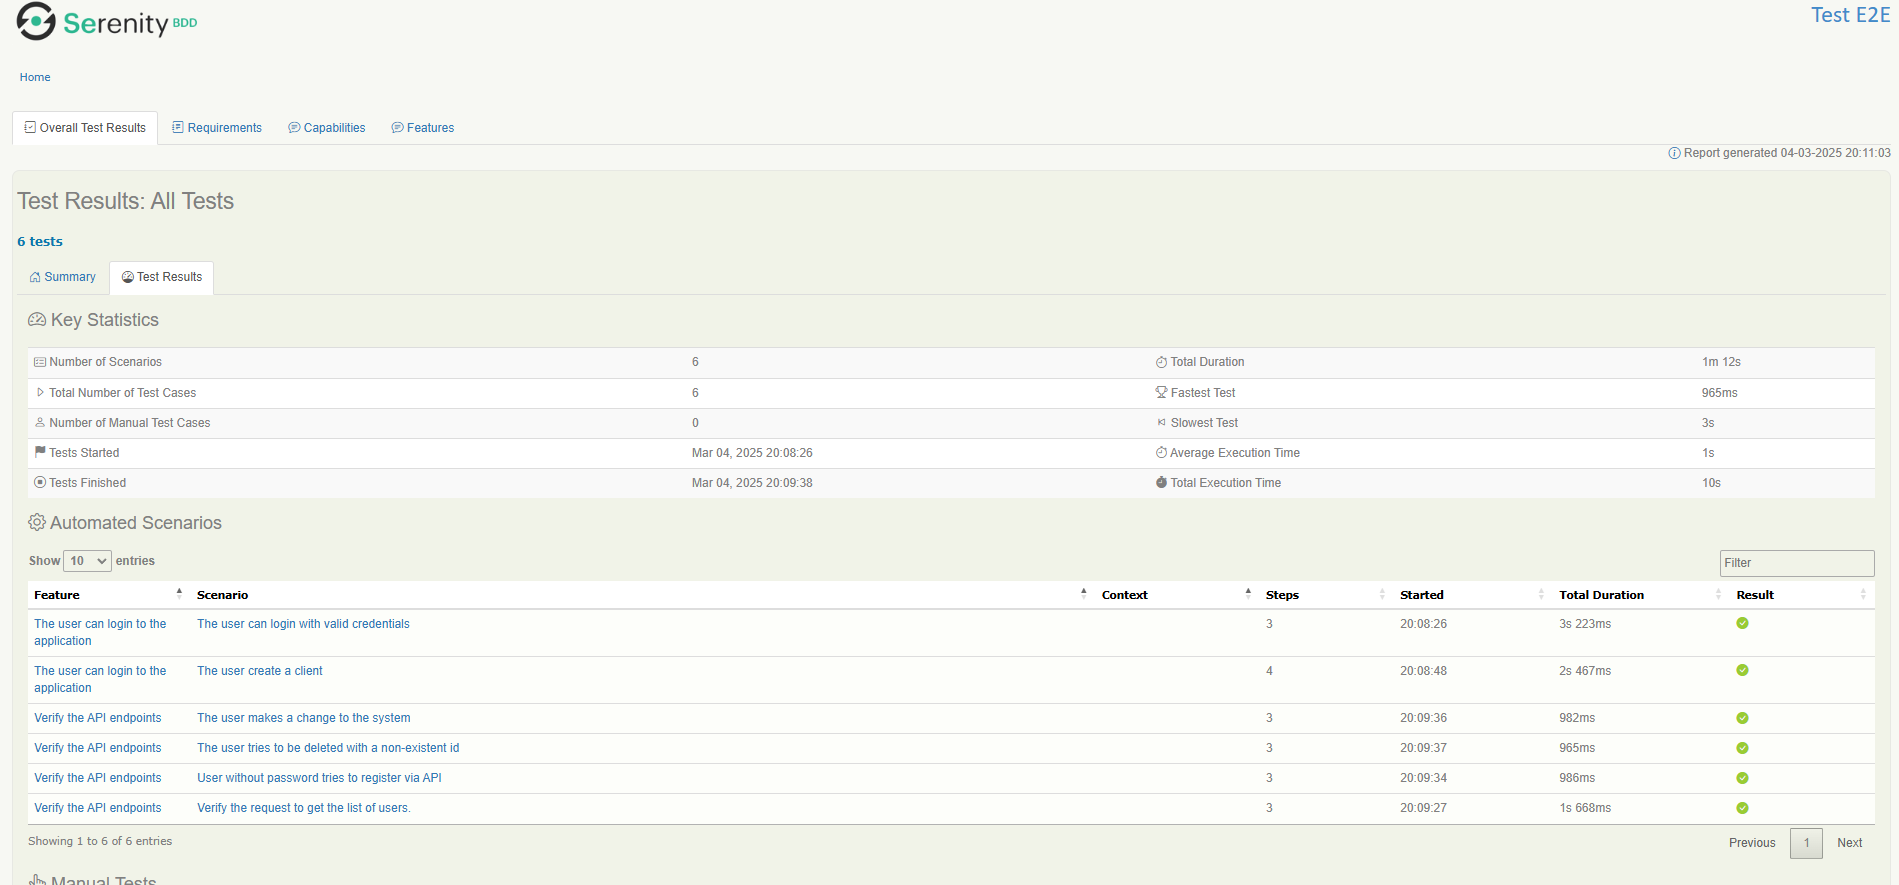 Serenity BDD
Test E2E
Home
Overall Test Results Requirements Capabilities Features
Report generated 04-03-2025 20:11:03
Test Results: All Tests
6 tests
Summary Test Results
Key Statistics
Number of Scenarios 6 Total Duration 1m 12s
Total Number of Test Cases 6 Fastest Test 965ms
Number of Manual Test Cases 0 Slowest Test 3s
Tests Started Mar 04, 2025 20:08:26 Average Execution Time 1s
Tests Finished Mar 04, 2025 20:09:38 Total Execution Time 10s
Automated Scenarios
Show 10 entries Filter
Feature Scenario Context Steps Started Total Duration Result
The user can login to the The user can login with valid credentials 3 20:08:26 3s 223ms
application
The user can login to the The user create a client 4 20:08:48 2s 467ms
application
Verify the API endpoints The user makes a change to the system 3 20:09:36 982ms
Verify the API endpoints The user tries to be deleted with a non-existent id 3 20:09:37 965ms
Verify the API endpoints User without password tries to register via API 3 20:09:34 986ms
Verify the API endpoints Verify the request to get the list of users. 3 20:09:27 1s 668ms
Showing 1 to 6 of 6 entries Previous 1 Next
Manual Tests